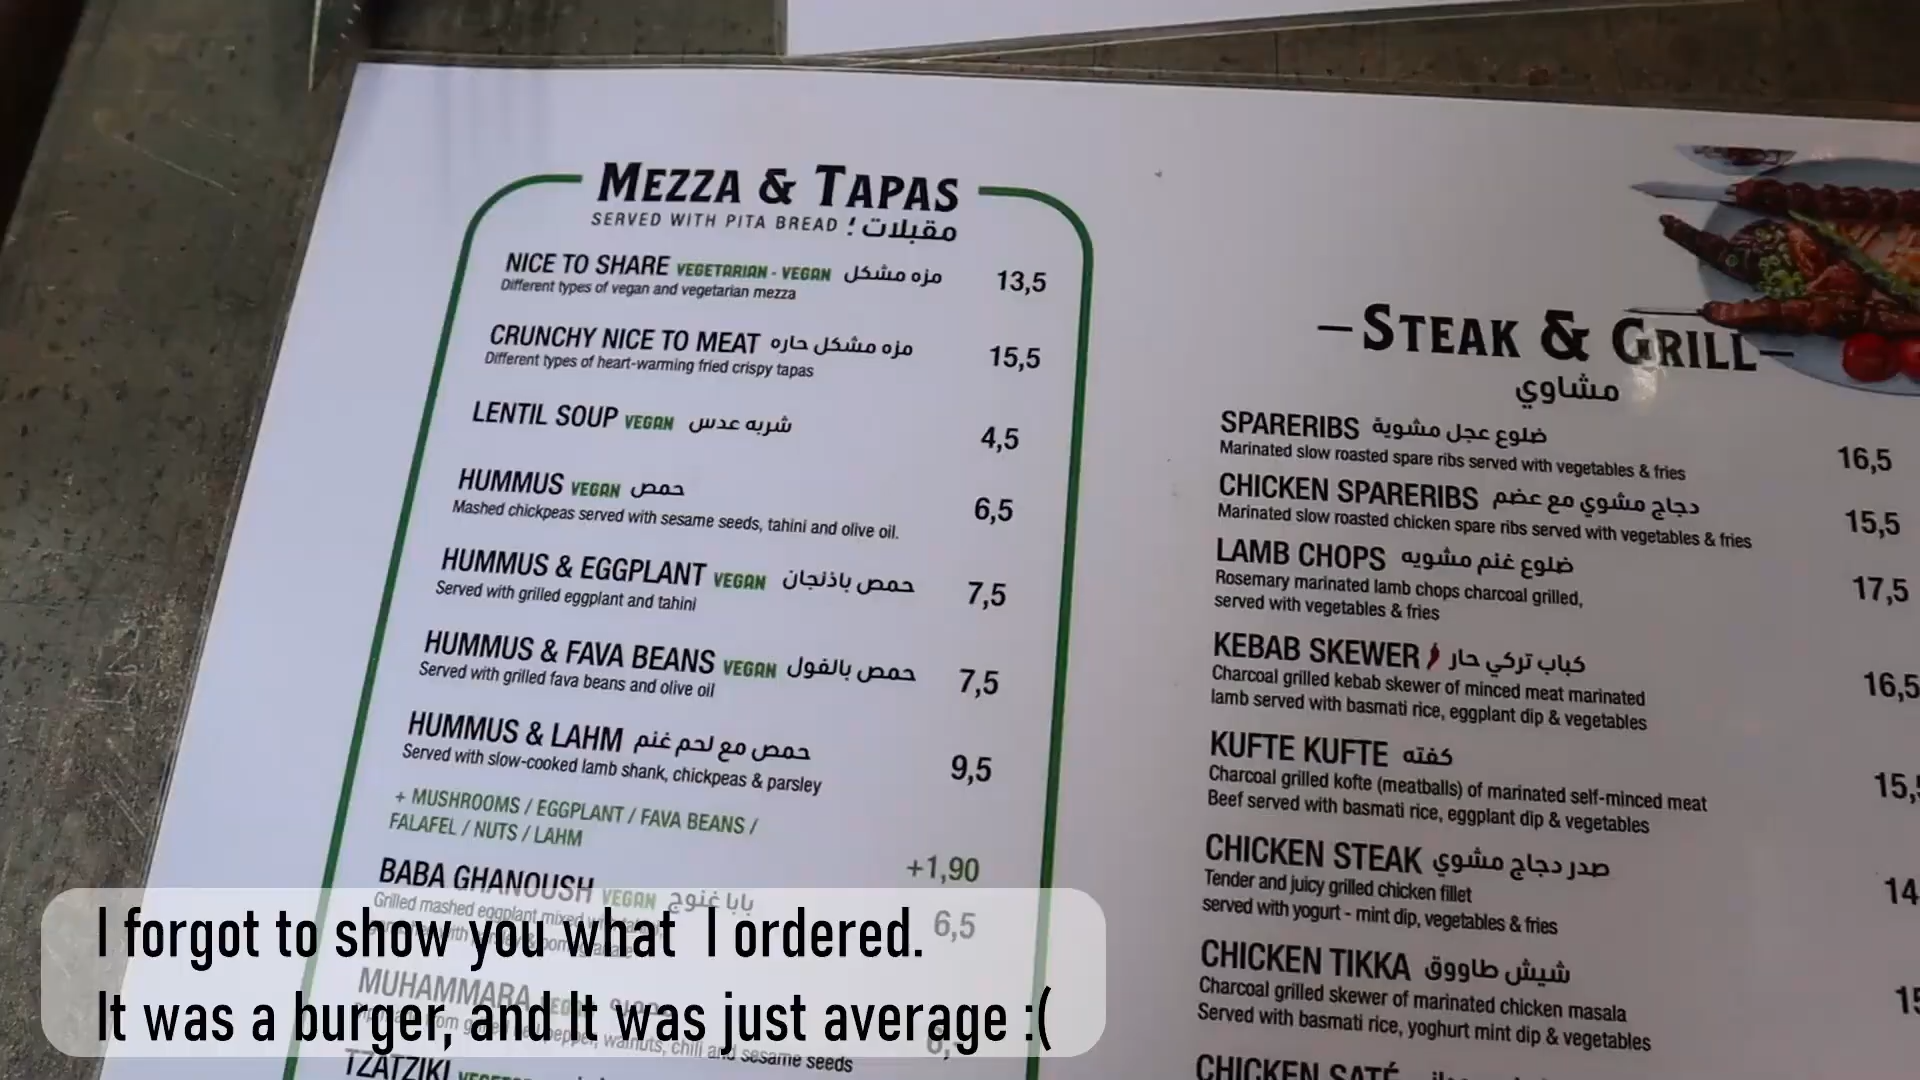 MEZZA & TAPAS
SERVED WITH PITA BREAD ! مقبلات
NICE TO SHARE VEGETARIAN - VEGAN مزه مشكل 13,5
Different types of vegan and vegetarian mezza
CRUNCHY NICE TO MEAT مزه مشكل حاره 15,5
Different types of heart-warming fried crispy tapas
LENTIL SOUP VEGAN شربه عدس 4,5
HUMMUS VEGAN حمص 6,5
Mashed chickpeas served with sesame seeds, tahini and olive oil.
HUMMUS & EGGPLANT VEGAN حمص باذنجان 7,5
Served with grilled eggplant and tahini
HUMMUS & FAVA BEANS VEGAN حمص بالفول 7,5
Served with grilled fava beans and olive oil
HUMMUS & LAHM حمص مع لحم غنم 9,5
Served with slow-cooked lamb shank, chickpeas & parsley
+ MUSHROOMS / EGGPLANT / FAVA BEANS /
FALAFEL / NUTS / LAHM +1,90
BABA GHANOUSH VEGAN بابا غنوج 6,5
Grilled mashed eggplant mixed
MUHAMMARA VEGAN
walnuts, chili and sesame seeds
TZATZIKI
- STEAK & GRILL -
مشاوي
SPARERIBS ضلوع عجل مشوية 16,5
Marinated slow roasted spare ribs served with vegetables & fries
CHICKEN SPARERIBS دجاج مشوي مع عضم 15,5
Marinated slow roasted chicken spare ribs served with vegetables & fries
LAMB CHOPS ضلوع غنم مشويه 17,5
Rosemary marinated lamb chops charcoal grilled,
served with vegetables & fries
KEBAB SKEWER كباب تركي حار 16,5
Charcoal grilled kebab skewer of minced meat marinated
lamb served with basmati rice, eggplant dip & vegetables
KUFTE KUFTE كفته 15,5
Charcoal grilled kofte (meatballs) of marinated self-minced meat
Beef served with basmati rice, eggplant dip & vegetables
CHICKEN STEAK صدر دجاج مشوي 14
Tender and juicy grilled chicken fillet
served with yogurt - mint dip, vegetables & fries
CHICKEN TIKKA شيش طاووق
Charcoal grilled skewer of marinated chicken masala
Served with basmati rice, yoghurt mint dip & vegetables
CHICKEN SATÉ
I forgot to show you what I ordered.
It was a burger, and It was just average :(